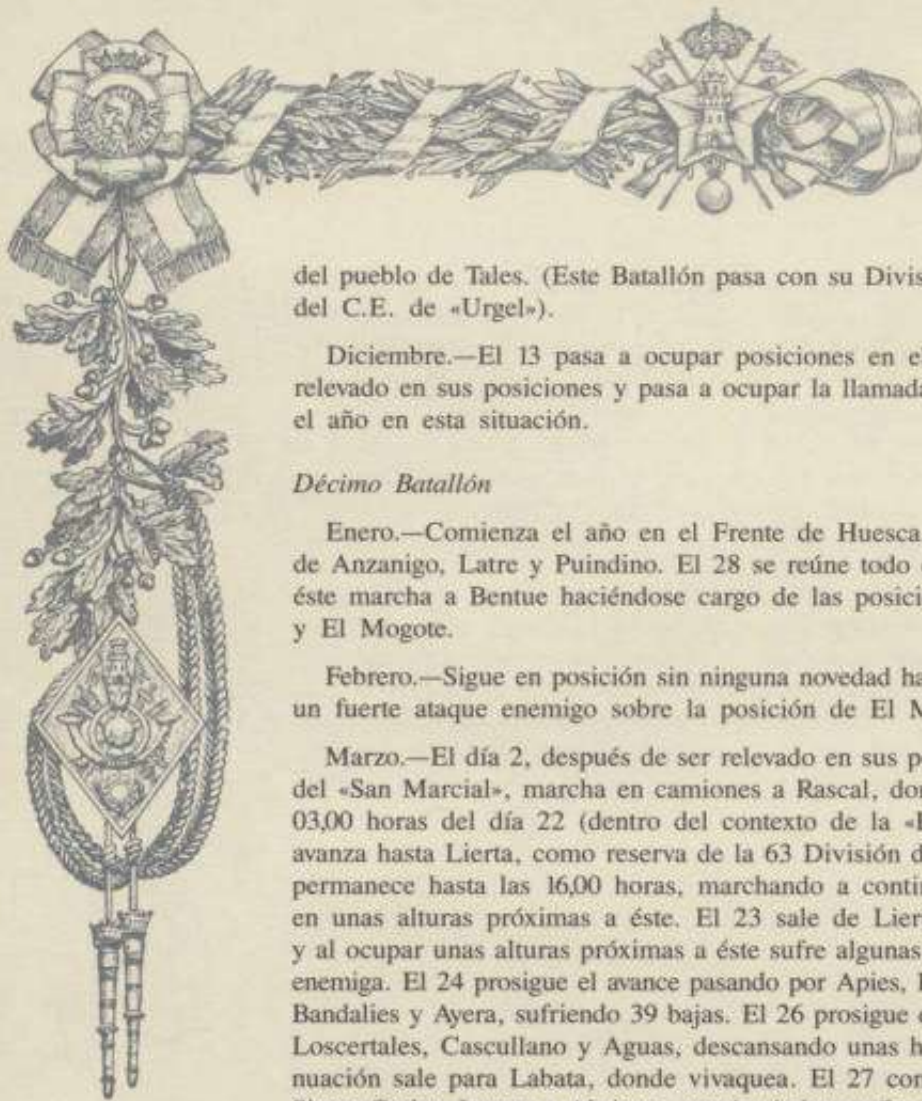 del pueblo de Tales. (Este Batallón pasa con su Divis
del C.E. de «Urgel»).
Diciembre.—El 13 pasa a ocupar posiciones en e
relevado en sus posiciones y pasa a ocupar la llamada
el año en esta situación.
Décimo Batallón
Enero.—Comienza el año en el Frente de Huesca
de Anzanigo, Latre y Puindino. El 28 se reúne todo
éste marcha a Bentue haciéndose cargo de las posici
y El Mogote.
Febrero.—Sigue en posición sin ninguna novedad ha
un fuerte ataque enemigo sobre la posición de El M
Marzo.—El día 2, después de ser relevado en sus p
del «San Marcial», marcha en camiones a Rascal, don
03,00 horas del día 22 (dentro del contexto de la
avanza hasta Lierta, como reserva de la 63 División d
permanece hasta las 16,00 horas, marchando a conti
en unas alturas próximas a éste. El 23 sale de Lier
y al ocupar unas alturas próximas a éste sufre algunas
enemiga. El 24 prosigue el avance pasando por Apies,
Bandalies y Ayera, sufriendo 39 bajas. El 26 prosigue
Loscertales, Cascullano y Aguas, descansando unas h
nuación sale para Labata, donde vivaquea. El 27 con